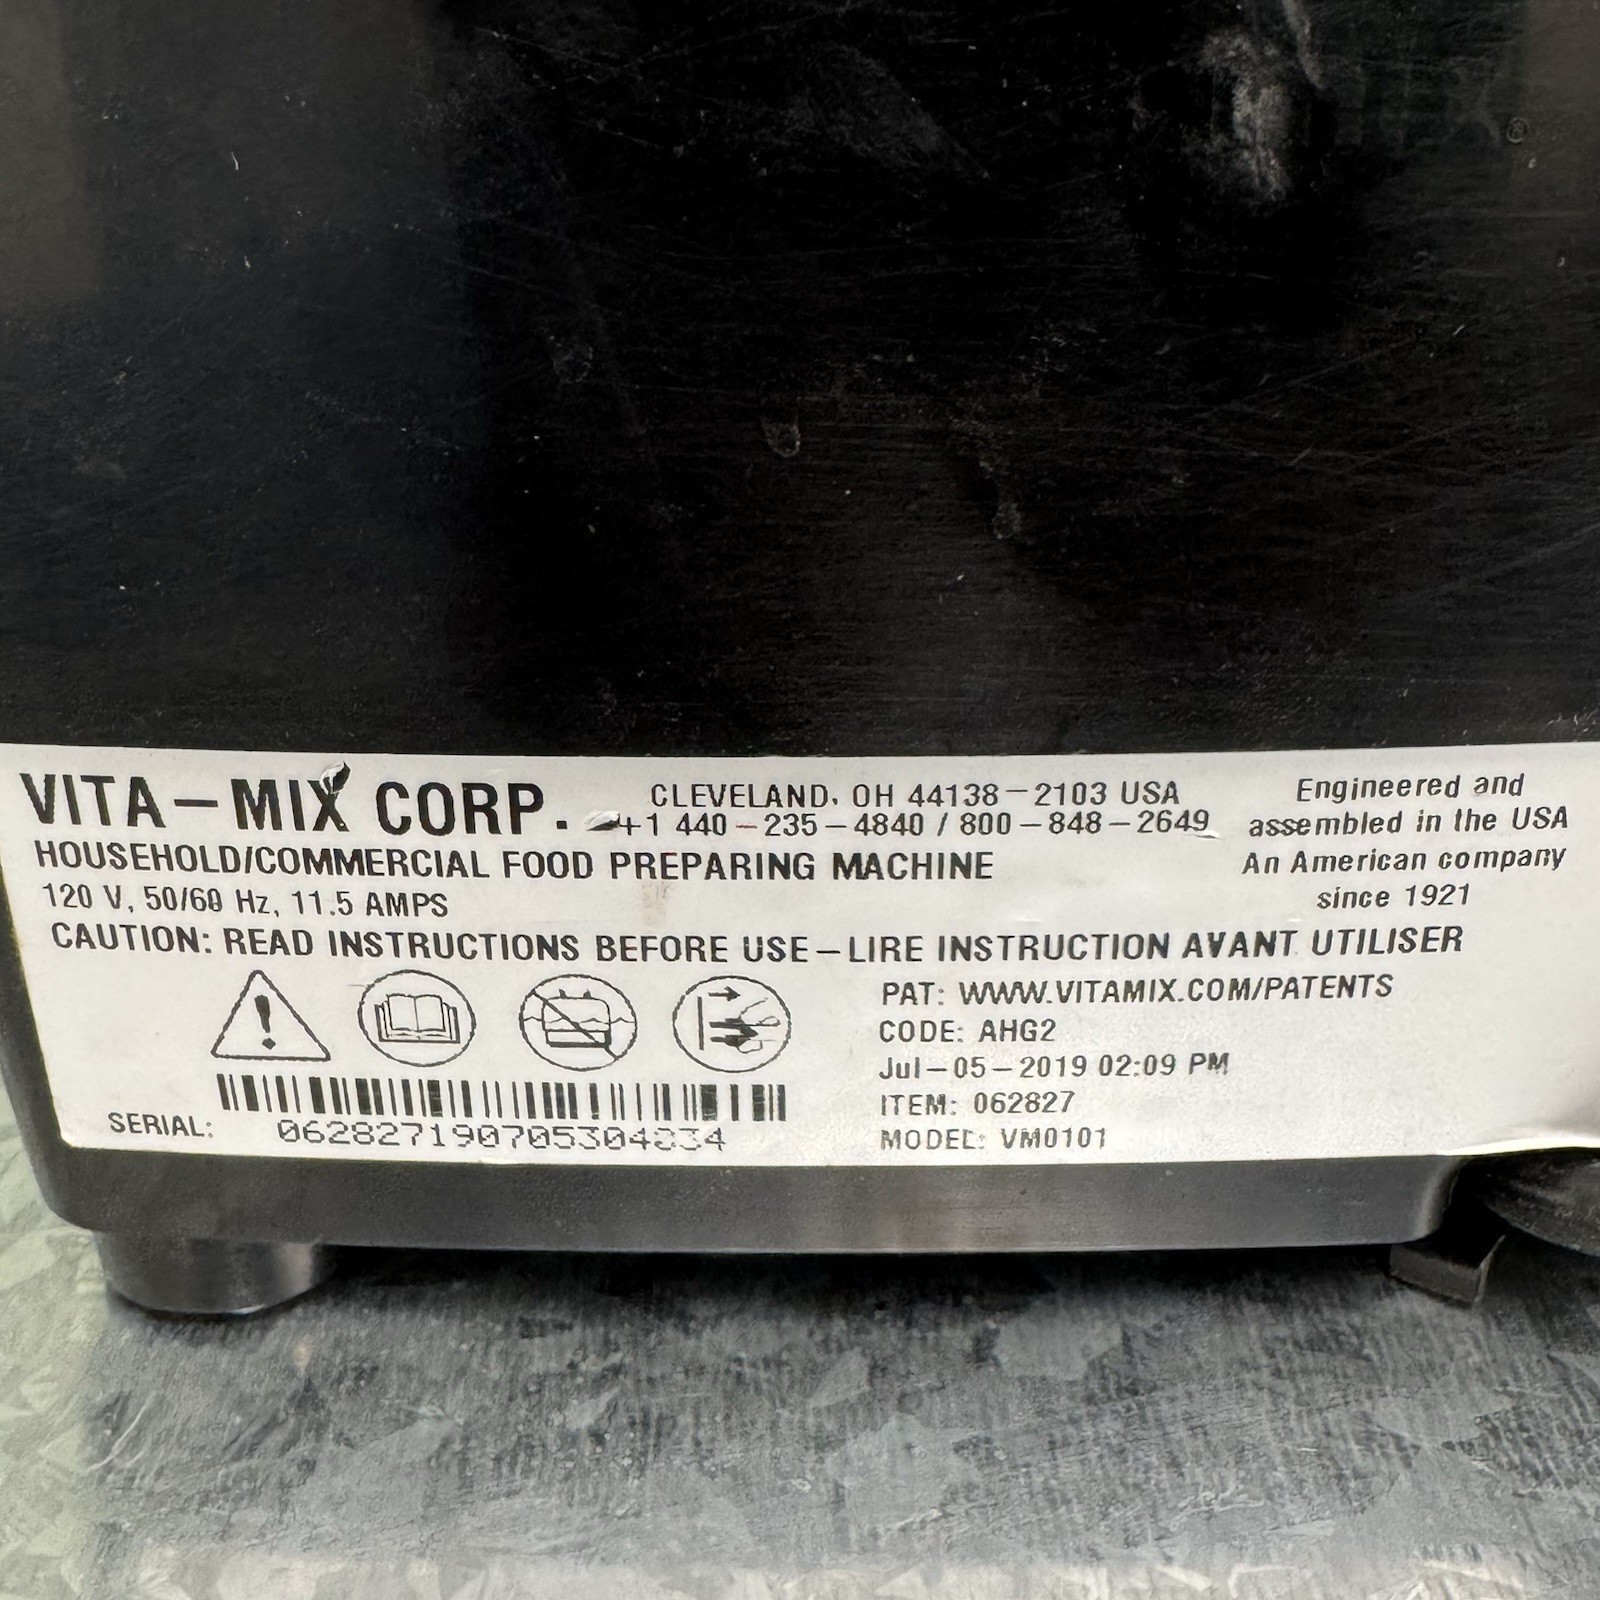 ®
VITA-MIX CORP.
CLEVELAND, OH 44138-2103 USA
+1 440-235-4840 / 800-848-2649
Engineered and
assembled in the USA
An American company
since 1921
HOUSEHOLD/COMMERCIAL FOOD PREPARING MACHINE
120 V, 50/60 Hz, 11.5 AMPS
CAUTION: READ INSTRUCTIONS BEFORE USE-LIRE INSTRUCTION AVANT UTILISER
PAT: WWW.VITAMIX.COM/PATENTS
CODE: AHG2
Jul-05-2019 02:09 PM
ITEM: 062827
MODEL: VM0101
SERIAL: